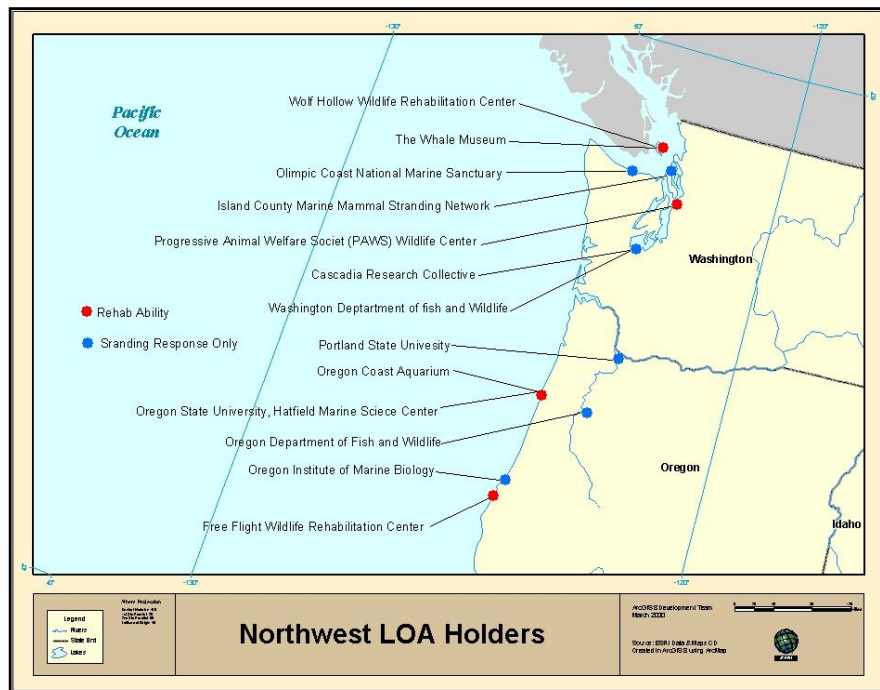 Pacific
Ocean
Wolf Hollow Wildlife Rehabilitation Center
The Whale Museum
Olimpic Coast National Marine Sanctuary
Island County Marine Mammal Stranding Network
Progressive Animal Welfare Societ (PAWS) Wildlife Center
Cascadia Research Collective
Washington Deptartment of fish and Wildlife
Washington
Rehab Ability
Sranding Response Only
Portland State Univesity
Oregon Coast Aquarium
Oregon State University, Hatfield Marine Sciece Center
Oregon Department of Fish and Wildlife
Oregon Institute of Marine Biology
Oregon
Free Flight Wildlife Rehabilitation Center
Idaho
-130°
-120°
-130°
-120°
Legend
Rivers
State Brd
Lakes
Northwest LOA Holders
ArcGIS Development Team
Source: ESRI Data & Maps CD
Created in ArcGIS using ArcMap
ESRI